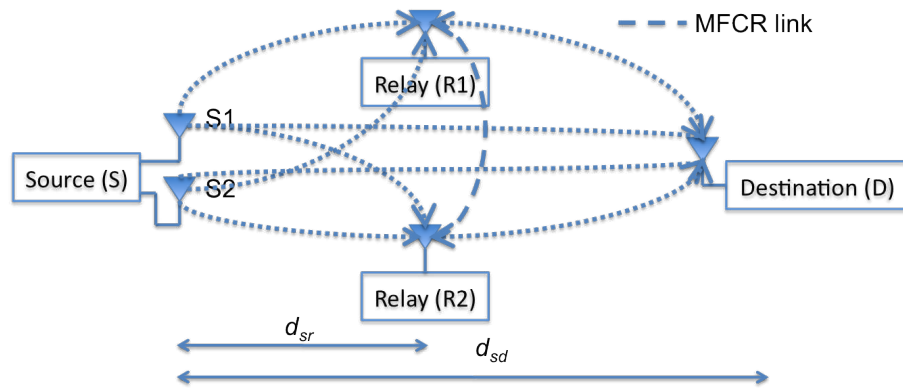 MFCR link
Relay (R1)
S1
Source (S)
S2
Destination (D)
Relay (R2)
dsr
dsd